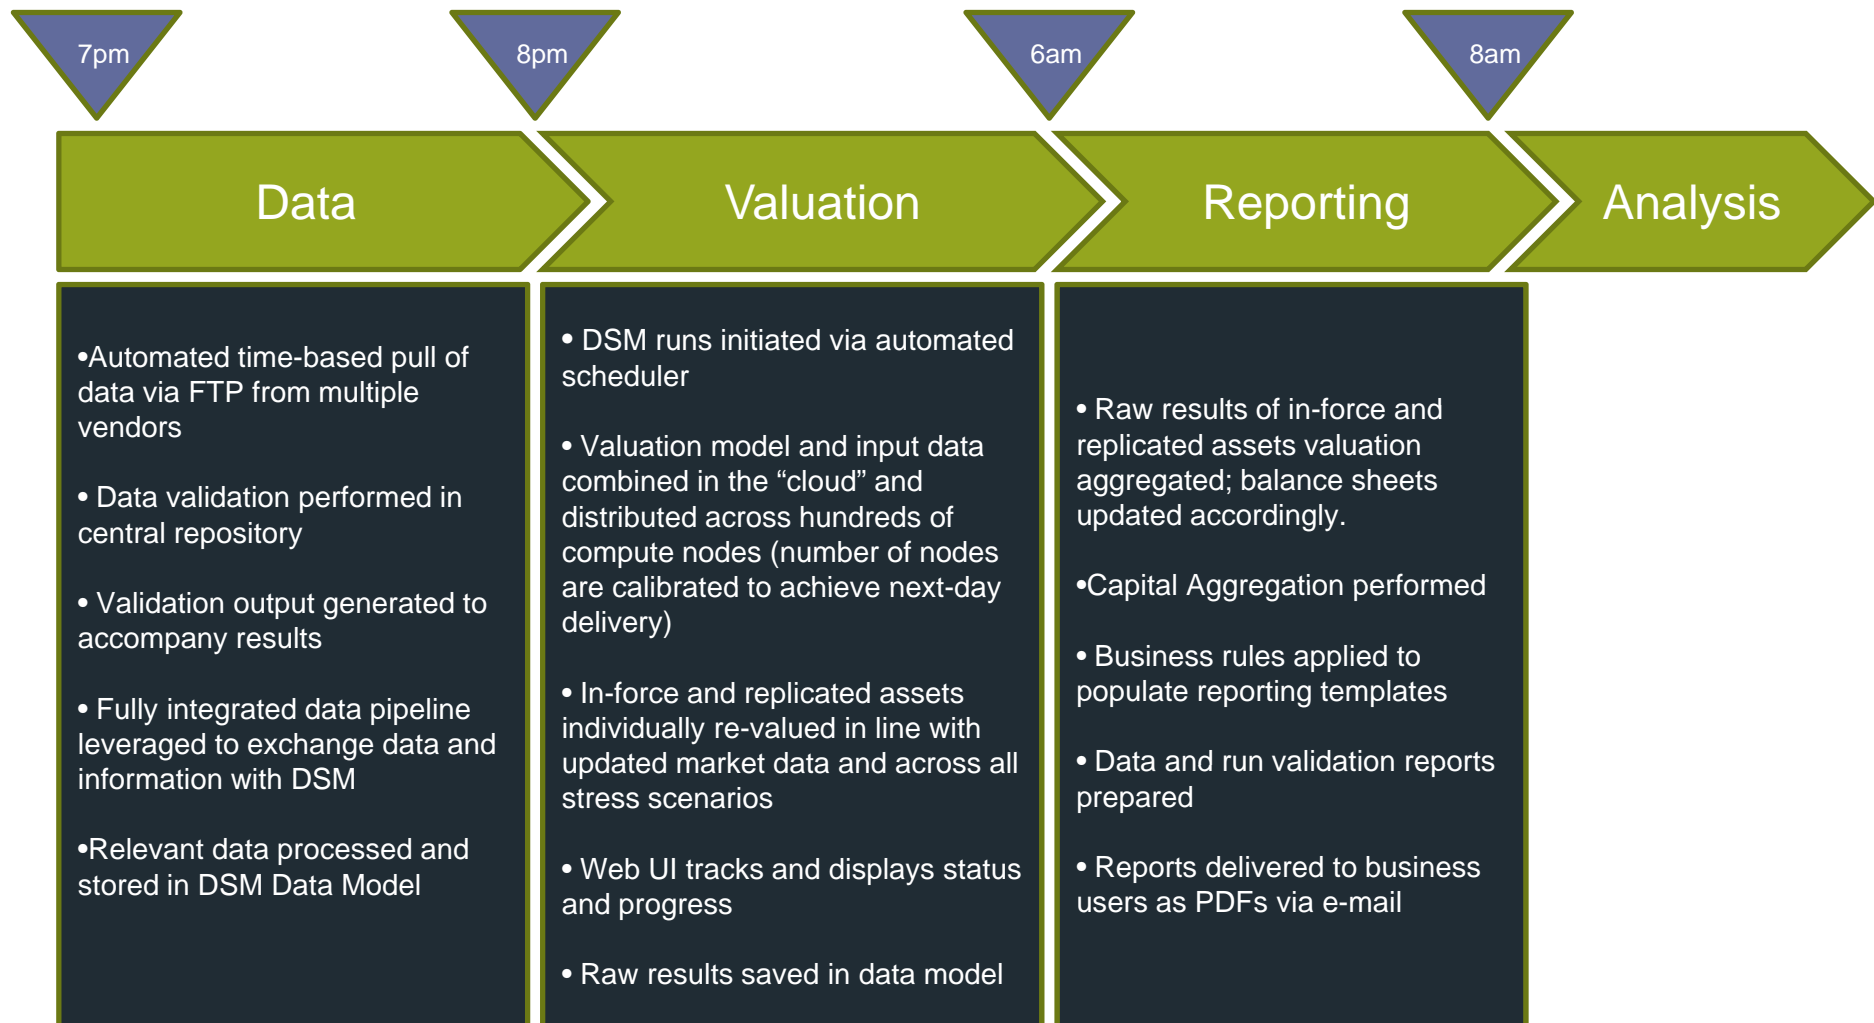 7pm
8pm
6am
8am
Data
Valuation
Reporting
Analysis
•Automated time-based pull of
data via FTP from multiple
vendors
• Data validation performed in
central repository
• Validation output generated to
accompany results
• Fully integrated data pipeline
leveraged to exchange data and
information with DSM
•Relevant data processed and
stored in DSM Data Model
• DSM runs initiated via automated
scheduler
• Valuation model and input data
combined in the “cloud” and
distributed across hundreds of
compute nodes (number of nodes
are calibrated to achieve next-day
delivery)
• In-force and replicated assets
individually re-valued in line with
updated market data and across all
stress scenarios
• Web UI tracks and displays status
and progress
• Raw results saved in data model
• Raw results of in-force and
replicated assets valuation
aggregated; balance sheets
updated accordingly.
•Capital Aggregation performed
• Business rules applied to
populate reporting templates
• Data and run validation reports
prepared
• Reports delivered to business
users as PDFs via e-mail